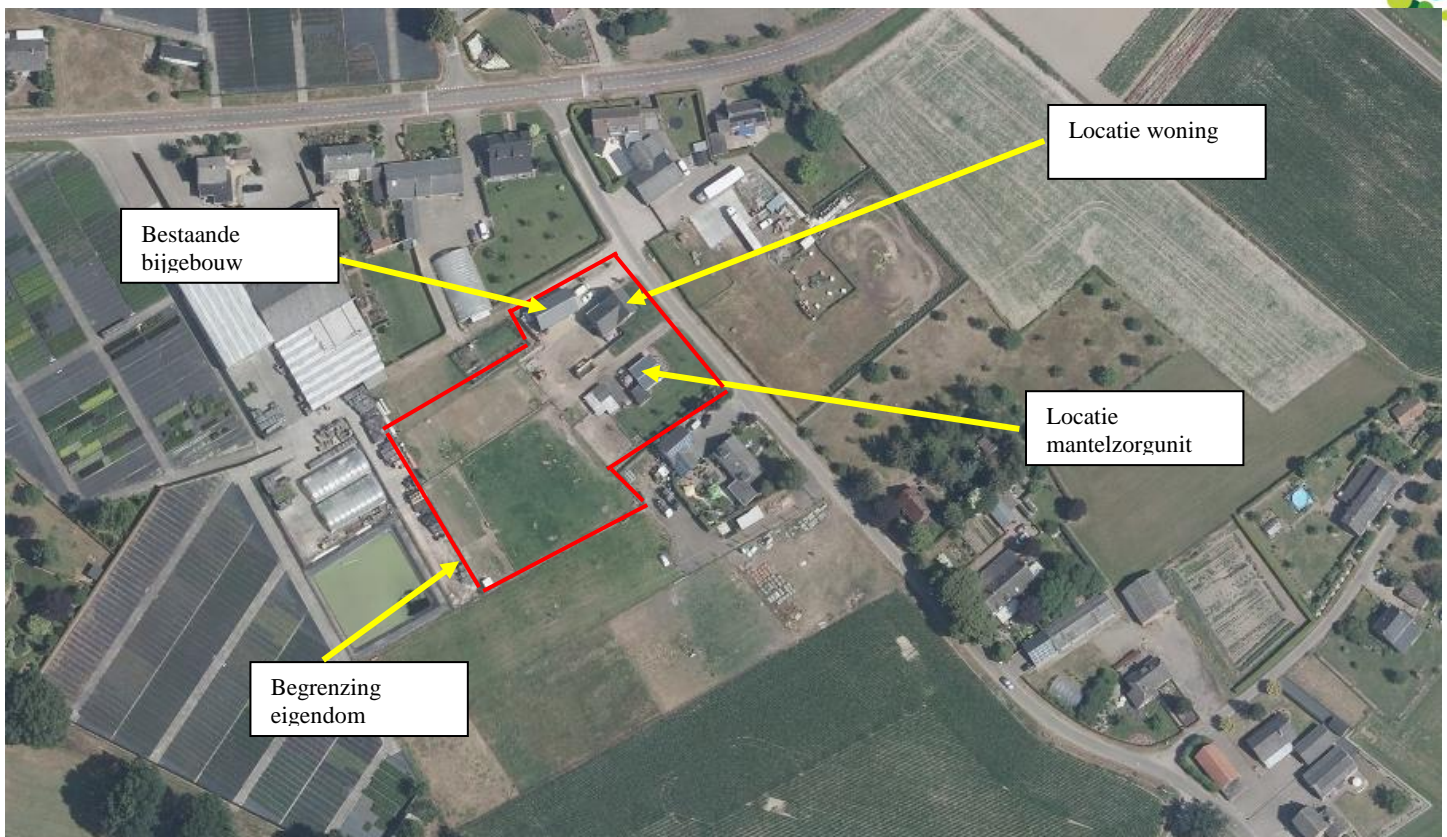 Locatie woning
Bestaande
bijgebouw
Locatie
mantelzorgunit
Begrenzing
eigendom